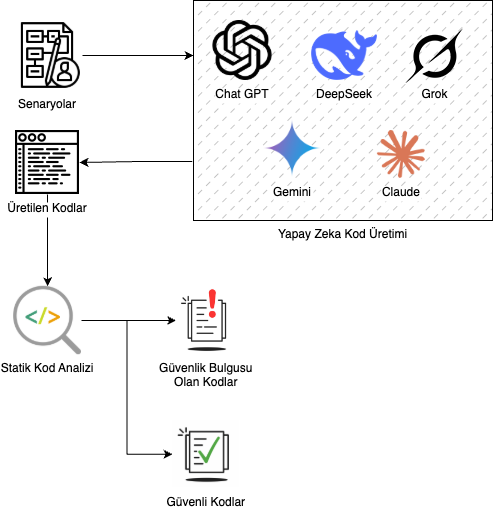 Senaryolar
Chat GPT
DeepSeek
Grok
Gemini
Claude
Yapay Zeka Kod Üretimi
Üretilen Kodlar
</>
Statik Kod Analizi
Güvenlik Bulgusu
Olan Kodlar
Güvenli Kodlar